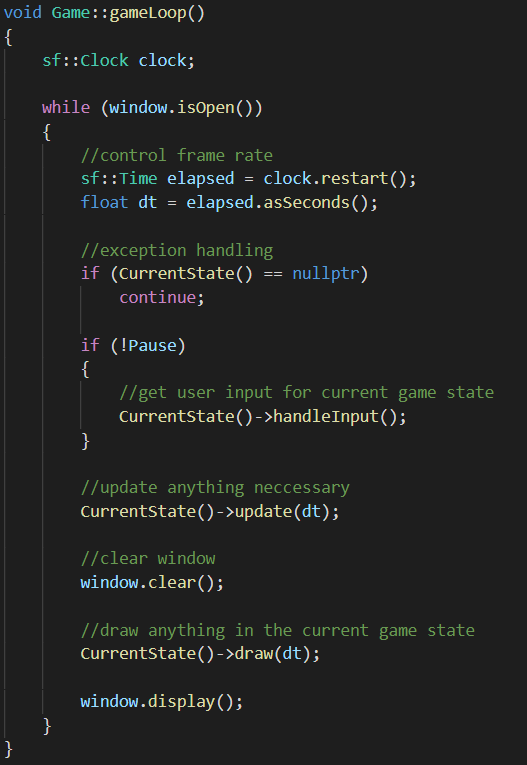 void Game::gameLoop()
{
    sf::Clock clock;

    while (window.isOpen())
    {
        //control frame rate
        sf::Time elapsed = clock.restart();
        float dt = elapsed.asSeconds();

        //exception handling
        if (CurrentState() == nullptr)
            continue;

        if (!Pause)
        {
            //get user input for current game state
            CurrentState()->handleInput();
        }

        //update anything neccessary
        CurrentState()->update(dt);

        //clear window
        window.clear();

        //draw anything in the current game state
        CurrentState()->draw(dt);

        window.display();
    }
}